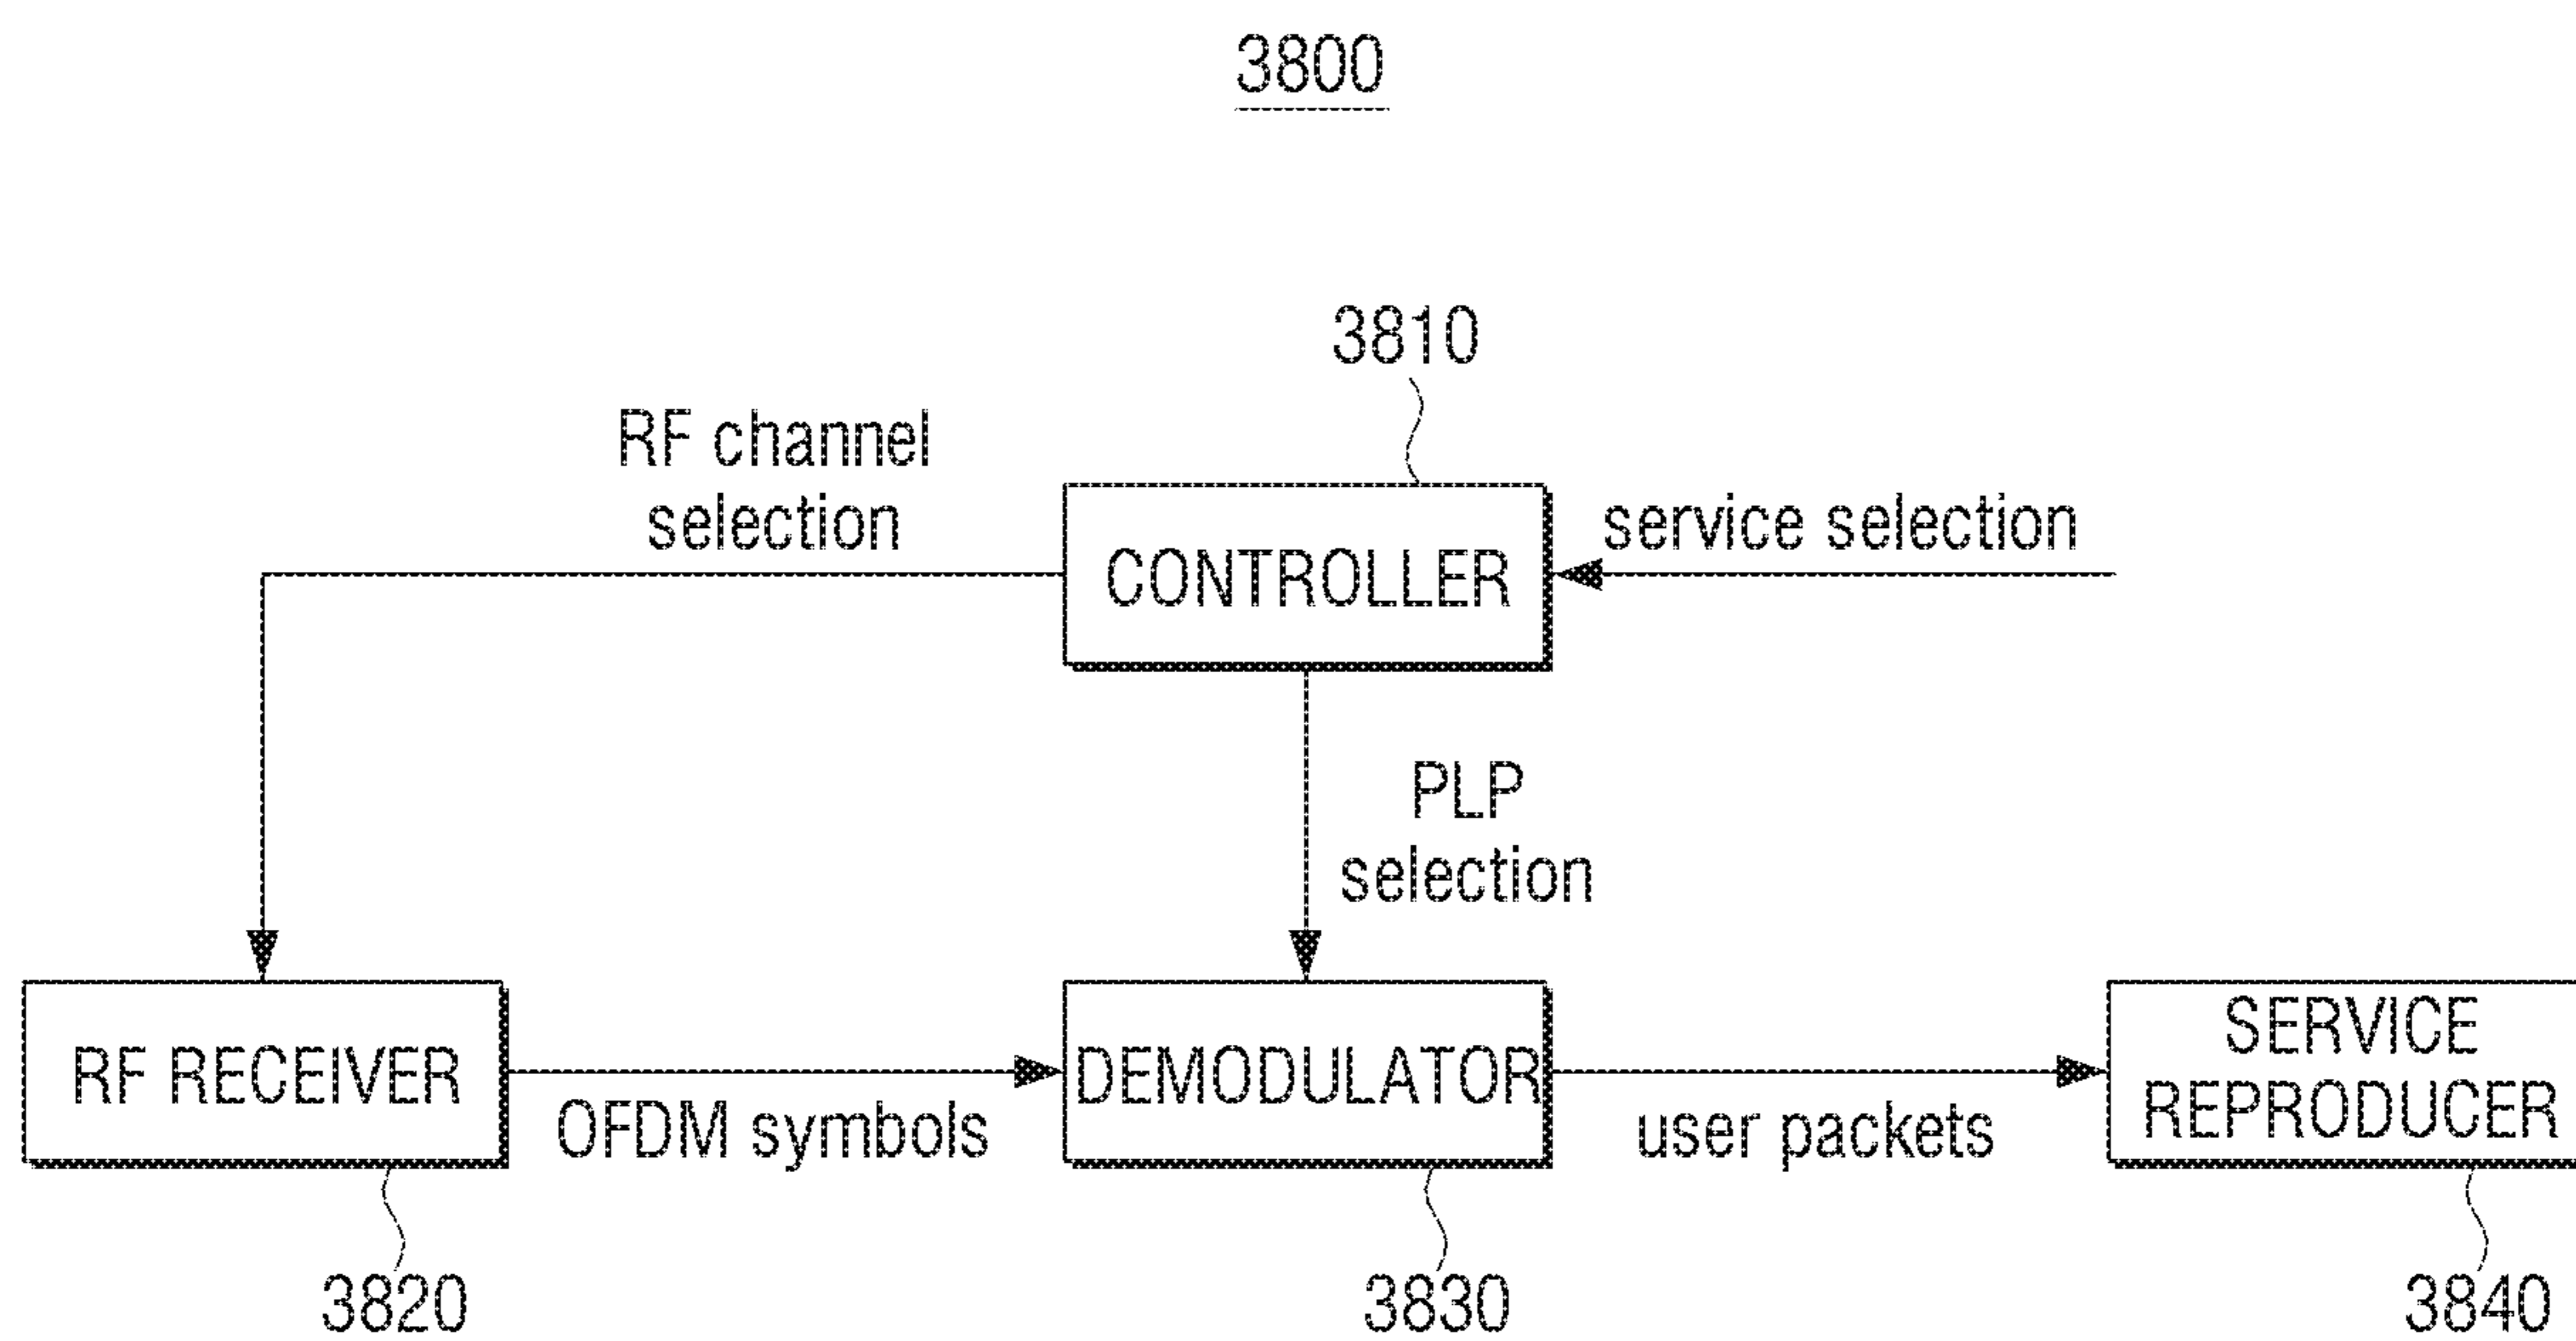 3800
3810
RF channel
selection
CONTROLLER
service selection
PLP
selection
RF RECEIVER
OFDM symbols
DEMODULATOR
user packets
SERVICE
REPRODUCER
3820
3830
3840